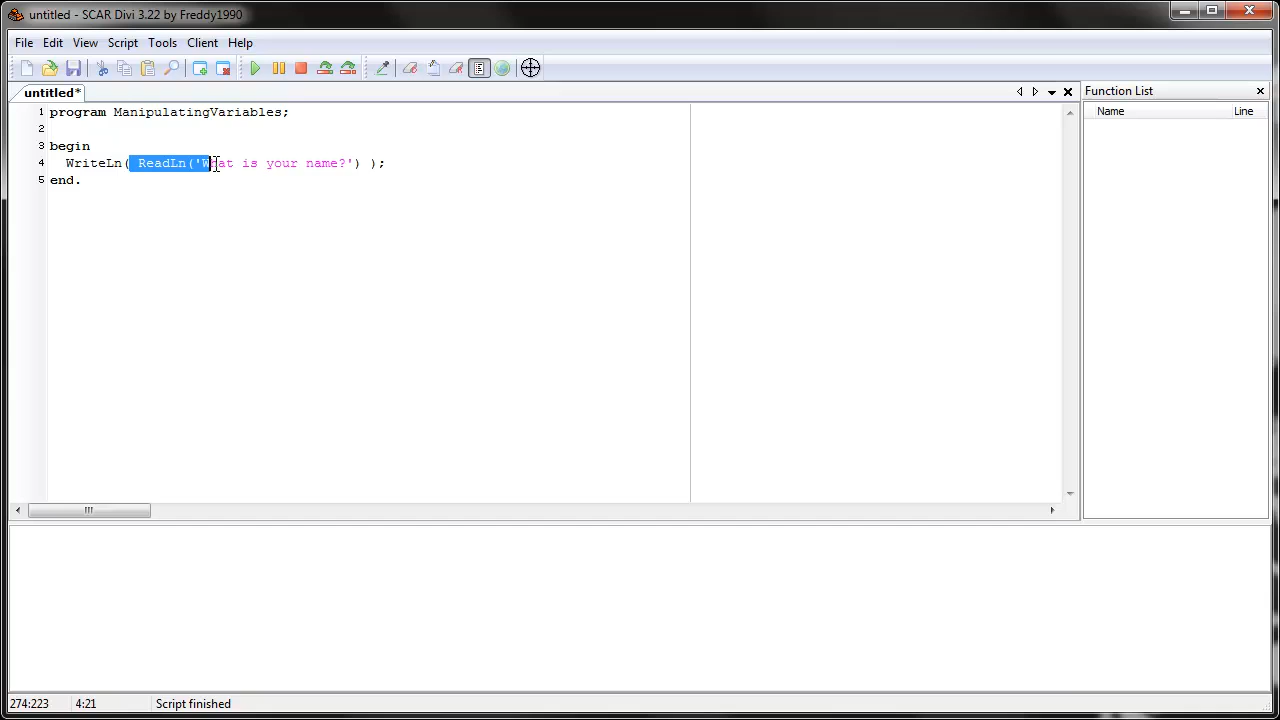 untitled - SCAR Divi 3.22 by Freddy1990
File Edit View Script Tools Client Help
untitled*
Function List
Name Line
1 program ManipulatingVariables;
2
3 begin
4 WriteLn( ReadLn('What is your name?') );
5 end.
274:223 4:21 Script finished